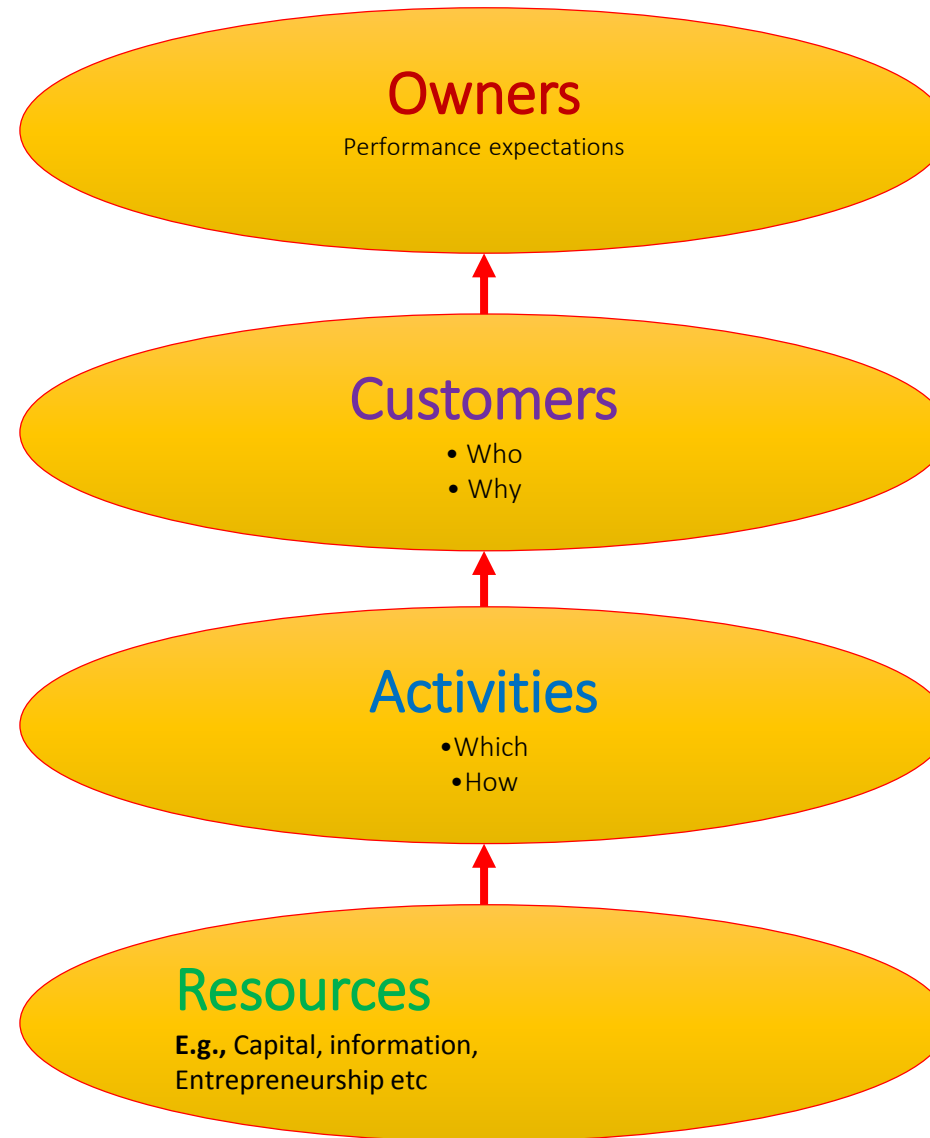 Owners
Performance expectations
Customers
• Who
• Why
Activities
•Which
•How
Resources
E.g., Capital, information,
Entrepreneurship etc